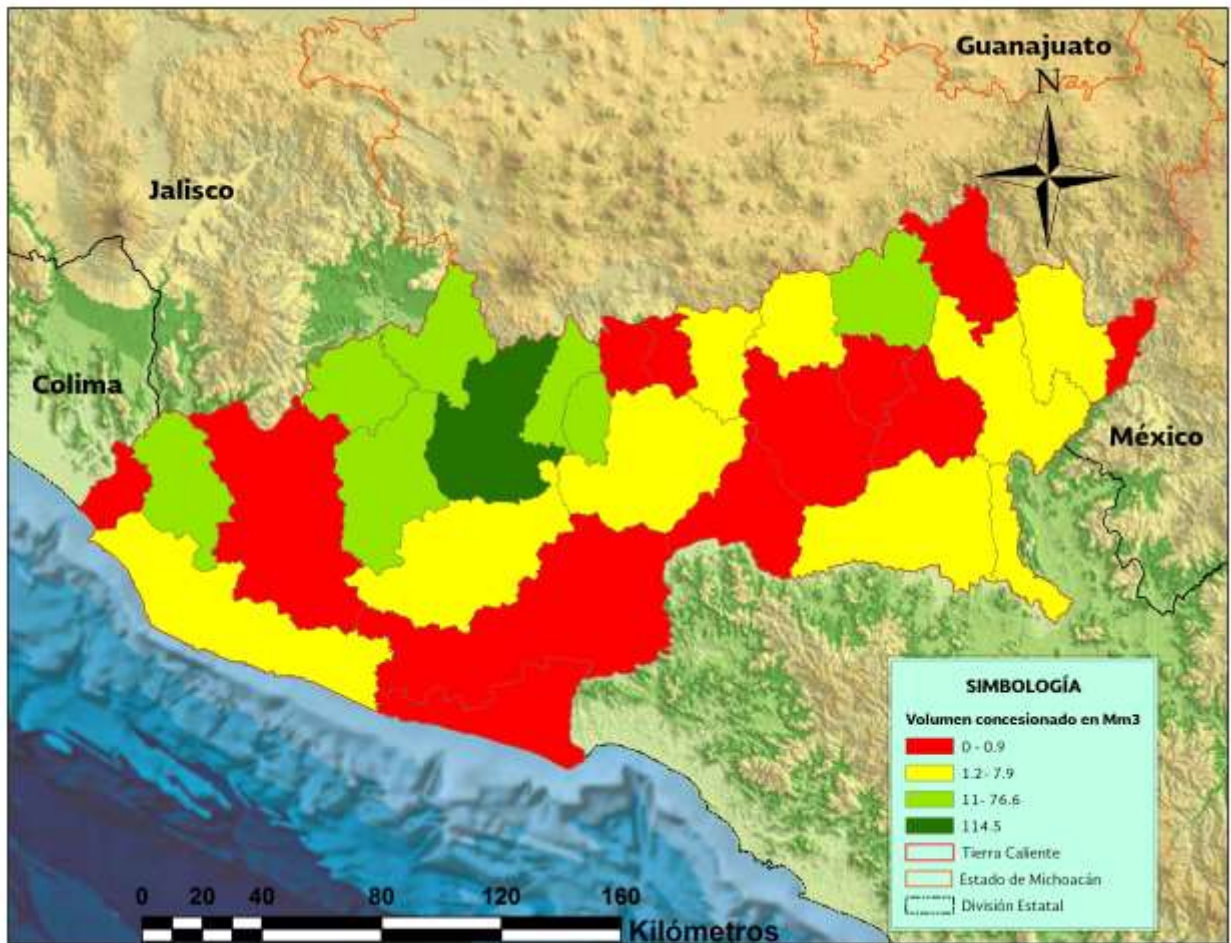 Guanajuato
N
Jalisco
Colima
México
SIMBOLOGÍA
Volumen concesionado en Mm3
0 - 0.9
1.2- 7.9
11- 76.6
114.5
Tierra Caliente
Estado de Michoacán
División Estatal
0 20 40 80 120 160
Kilómetros